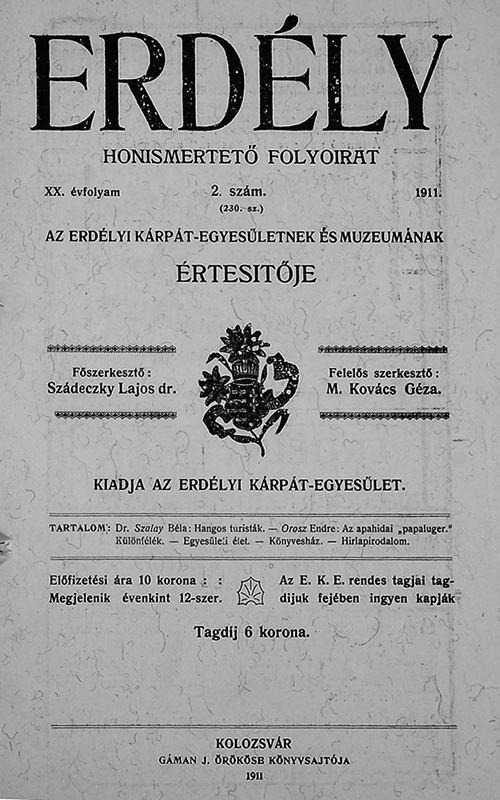 ERDÉLY
HONISMERTETŐ FOLYOIRAT
XX. évfolyam 2. szám. 1911.
(230. sz.)
AZ ERDÉLYI KÁRPÁT-EGYESÜLETNEK ÉS MUZEUMÁNAK
ÉRTESITŐJE
Főszerkesztő:
Szádeczky Lajos dr.
Felelős szerkesztő:
M. Kovács Géza.
KIADJA AZ ERDÉLYI KÁRPÁT-EGYESÜLET.
TARTALOM: Dr. Szalay Béla: Hangos turisták. — Orosz Endre: Az apahidai „papaluger."
Különfélék. — Egyesületi élet. — Könyvesház. — Hirlapirodalom.
Előfizetési ára 10 korona : :
Megjelenik évenkint 12-szer.
Az E. K. E. rendes tagjai tag-
dijuk fejében ingyen kapják
Tagdij 6 korona.
KOLOZSVÁR
GÁMAN J. ÖRÖKÖSE KÖNYVSAJTÓJA
1911